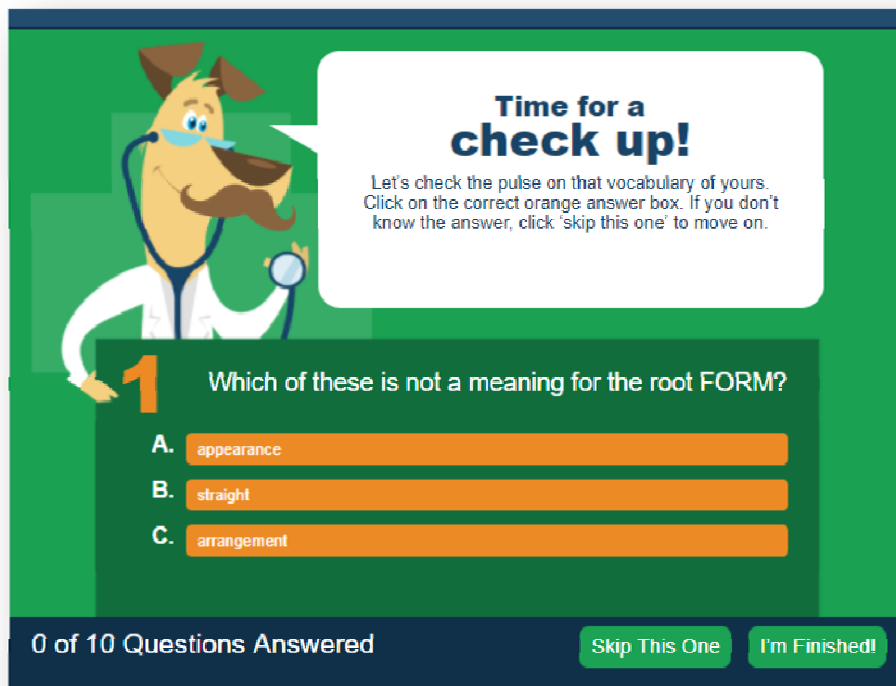 Time for a
check up!
Let's check the pulse on that vocabulary of yours.
Click on the correct orange answer box. If you don't
know the answer, click 'skip this one' to move on.
1
Which of these is not a meaning for the root FORM?
A. appearance
B. straight
C. arrangement
0 of 10 Questions Answered
Skip This One
I'm Finished!